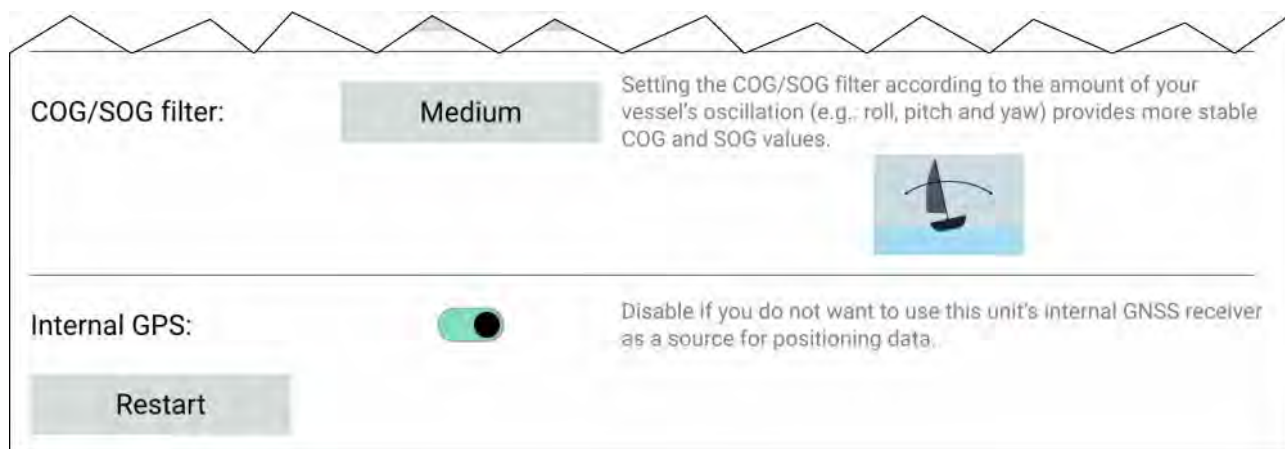 COG/SOG filter:
Medium
Setting the COG/SOG filter according to the amount of your
vessel's oscillation (e.g.: roll, pitch and yaw) provides more stable
COG and SOG values.
Internal GPS:
Disable if you do not want to use this unit's internal GNSS receiver
as a source for positioning data.
Restart